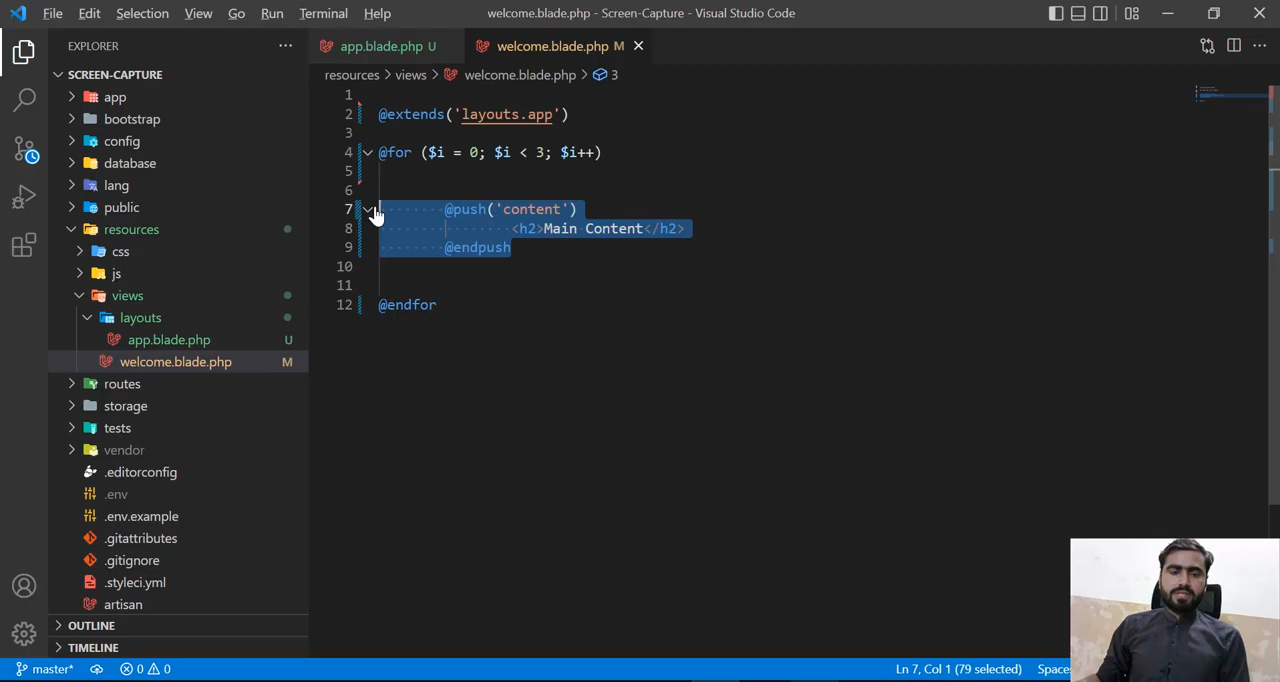 File Edit Selection View Go Run Terminal Help welcome.blade.php - Screen-Capture - Visual Studio Code
EXPLORER
app.blade.php U
welcome.blade.php M
SCREEN-CAPTURE
resources views welcome.blade.php 3
app
bootstrap
config
database
lang
public
resources
css
js
views
layouts
app.blade.php U
welcome.blade.php M
routes
storage
tests
vendor
.editorconfig
.env
.env.example
.gitattributes
.gitignore
.styleci.yml
artisan
OUTLINE
TIMELINE
1
2 @extends('layouts.app')
3
4 @for ($i = 0; $i < 3; $i++)
5
6
7 @push('content')
8 <h2>Main Content</h2>
9 @endpush
10
11
12 @endfor
master* 0 0 Ln 7, Col 1 (79 selected) Spaces